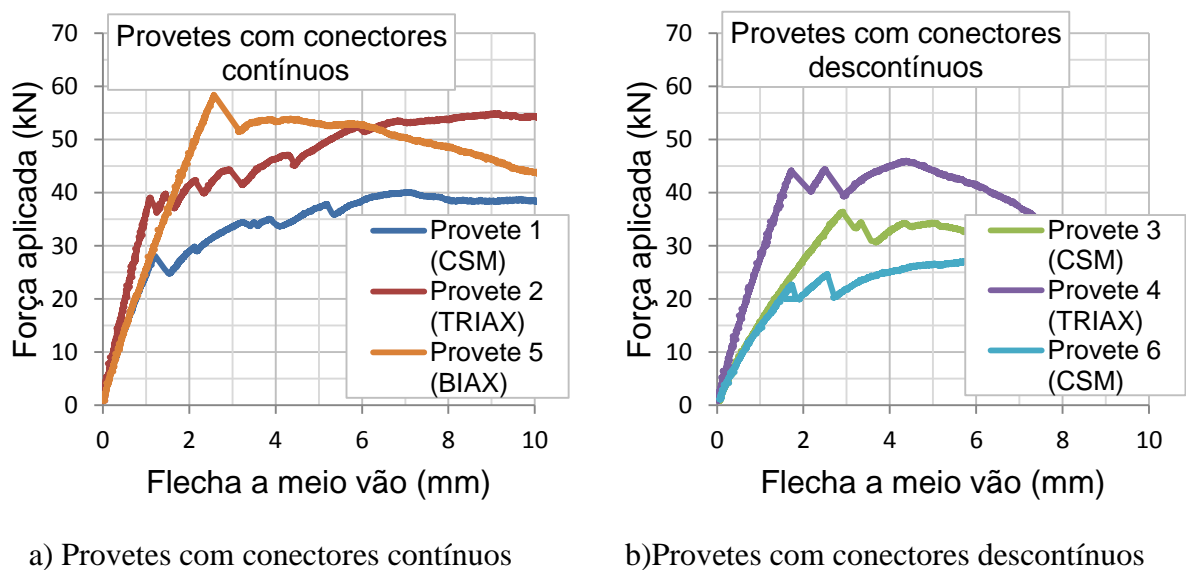 Provetes com conectores
contínuos
Força aplicada (kN)
70
60
50
40
30
20
10
0
0 2 4 6 8 10
Flecha a meio vão (mm)
Provete 1
(CSM)
Provete 2
(TRIAX)
Provete 5
(BIAX)
a) Provetes com conectores contínuos
Provetes com conectores
descontínuos
Força aplicada (kN)
70
60
50
40
30
20
10
0
0 2 4 6 8 10
Flecha a meio vão (mm)
Provete 3
(CSM)
Provete 4
(TRIAX)
Provete 6
(CSM)
b)Provetes com conectores descontínuos